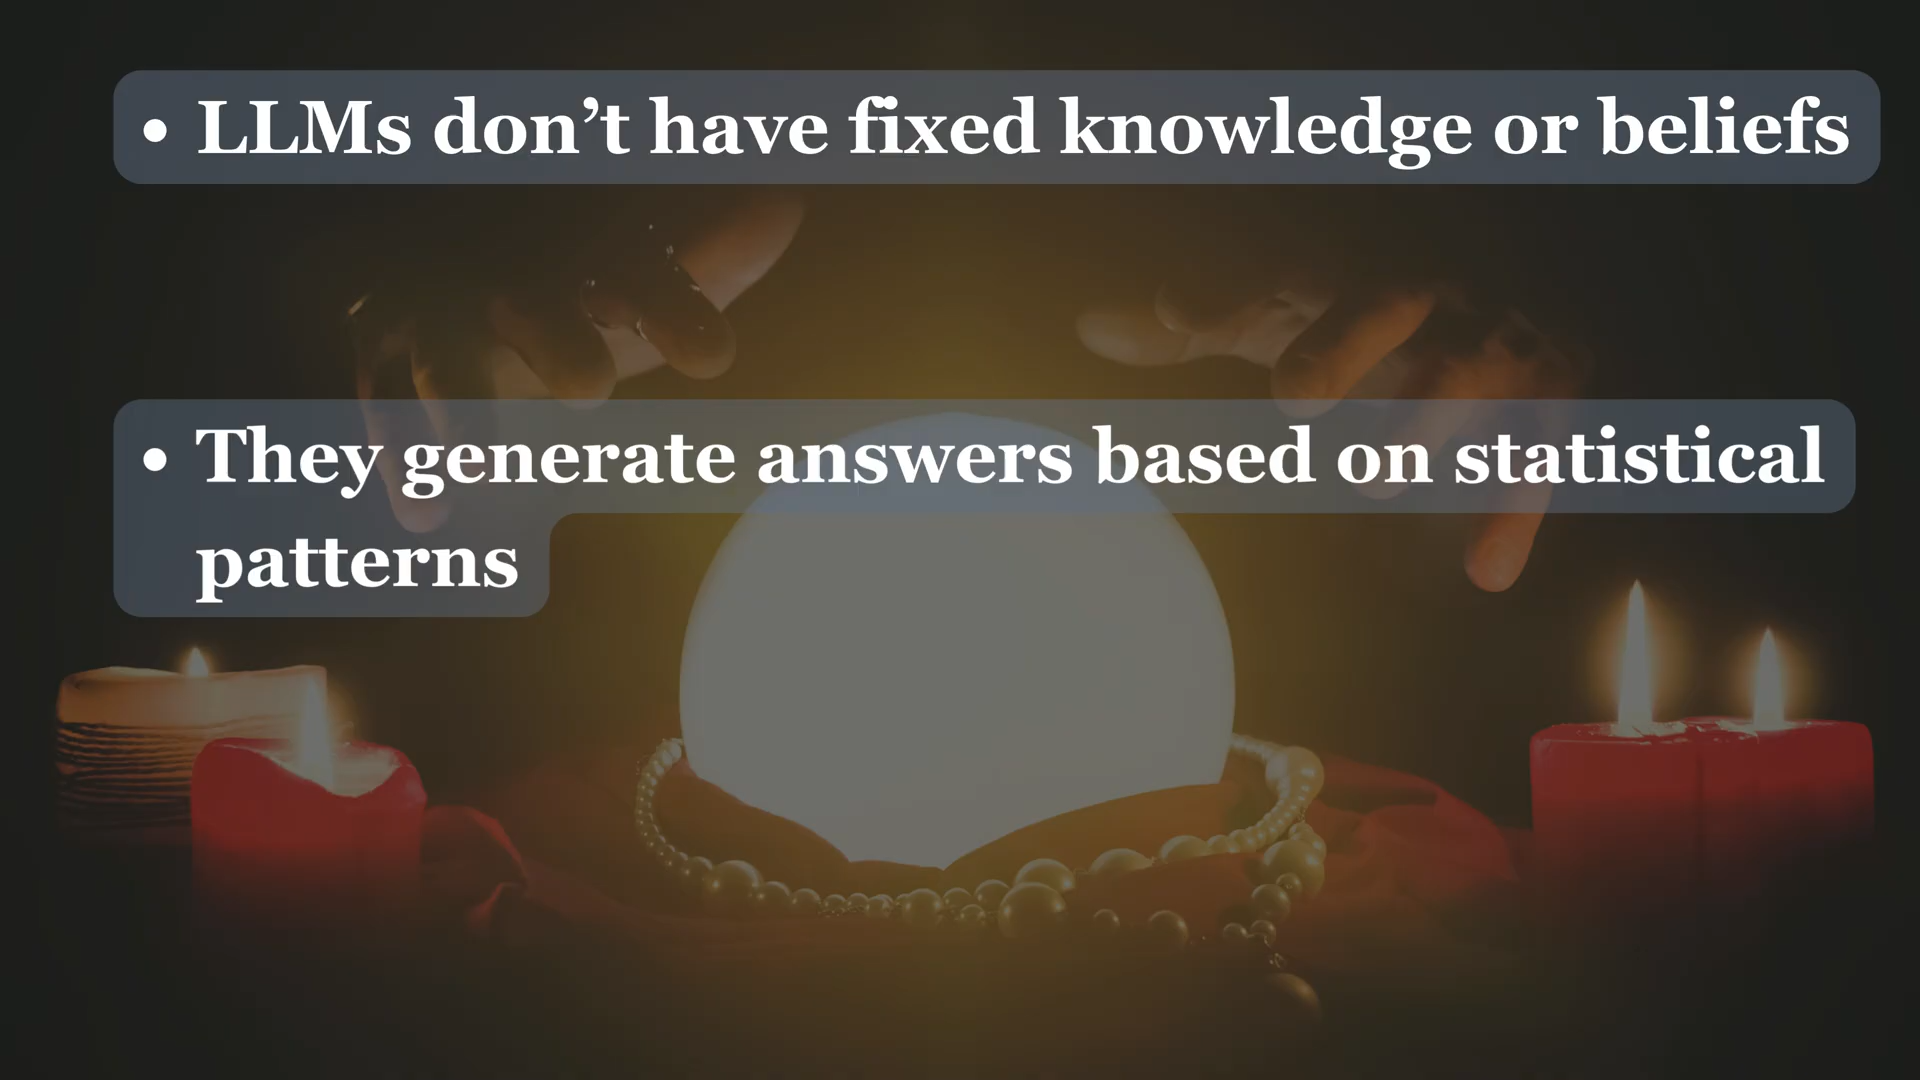 • LLMs don’t have fixed knowledge or beliefs
• They generate answers based on statistical
patterns